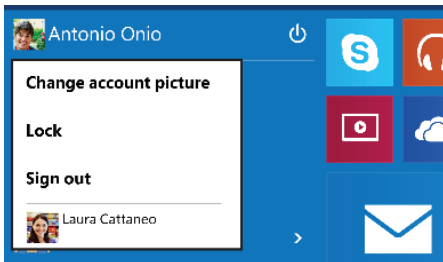 Antonio Onio
Change account picture
Lock
Sign out
Laura Cattaneo